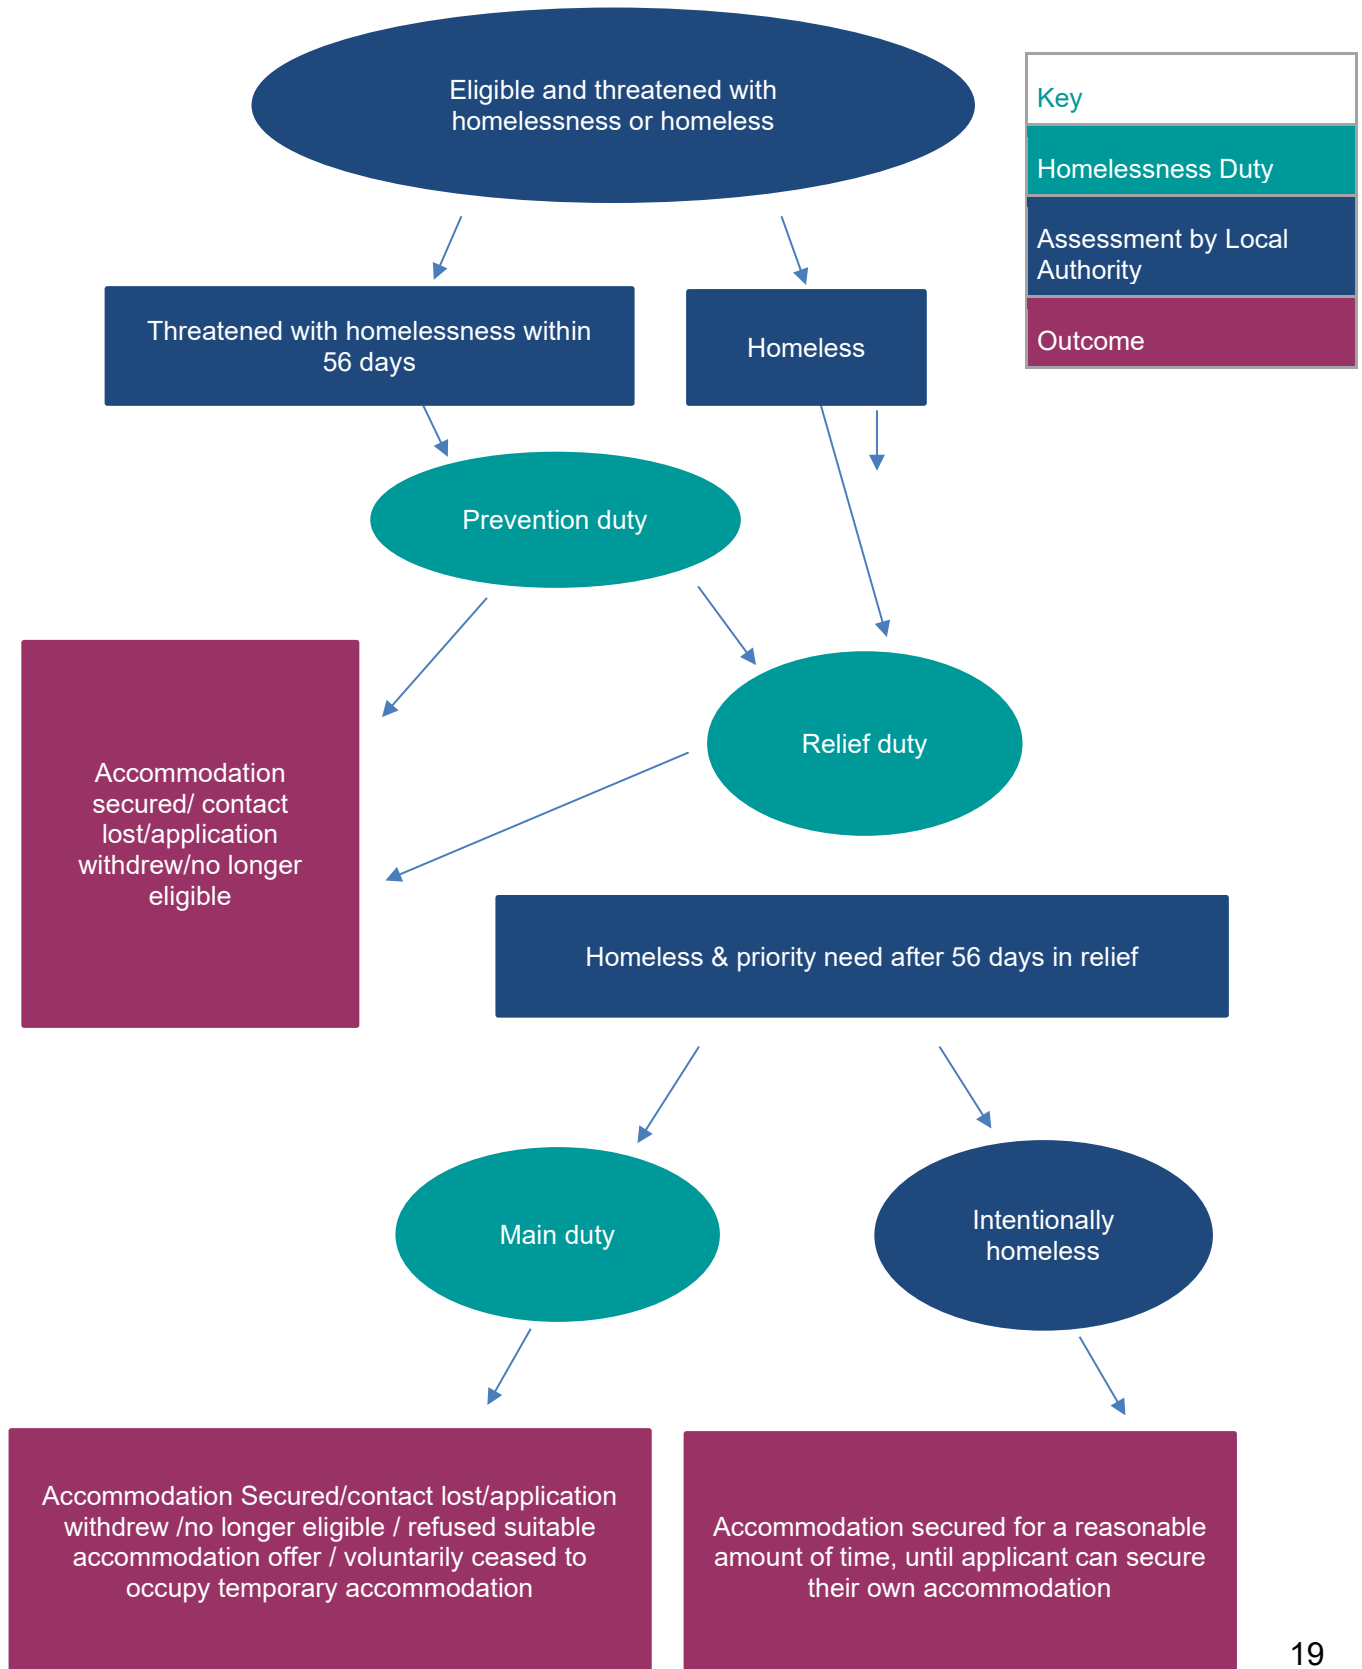 Eligible and threatened with
homelessness or homeless
Key
Homelessness Duty
Assessment by Local
Authority
Outcome
Threatened with homelessness within
56 days
Homeless
Prevention duty
Relief duty
Accommodation
secured/ contact
lost/application
withdrew/no longer
eligible
Homeless & priority need after 56 days in relief
Main duty
Intentionally
homeless
Accommodation Secured/contact lost/application
withdrew /no longer eligible / refused suitable
accommodation offer / voluntarily ceased to
occupy temporary accommodation
Accommodation secured for a reasonable
amount of time, until applicant can secure
their own accommodation
19